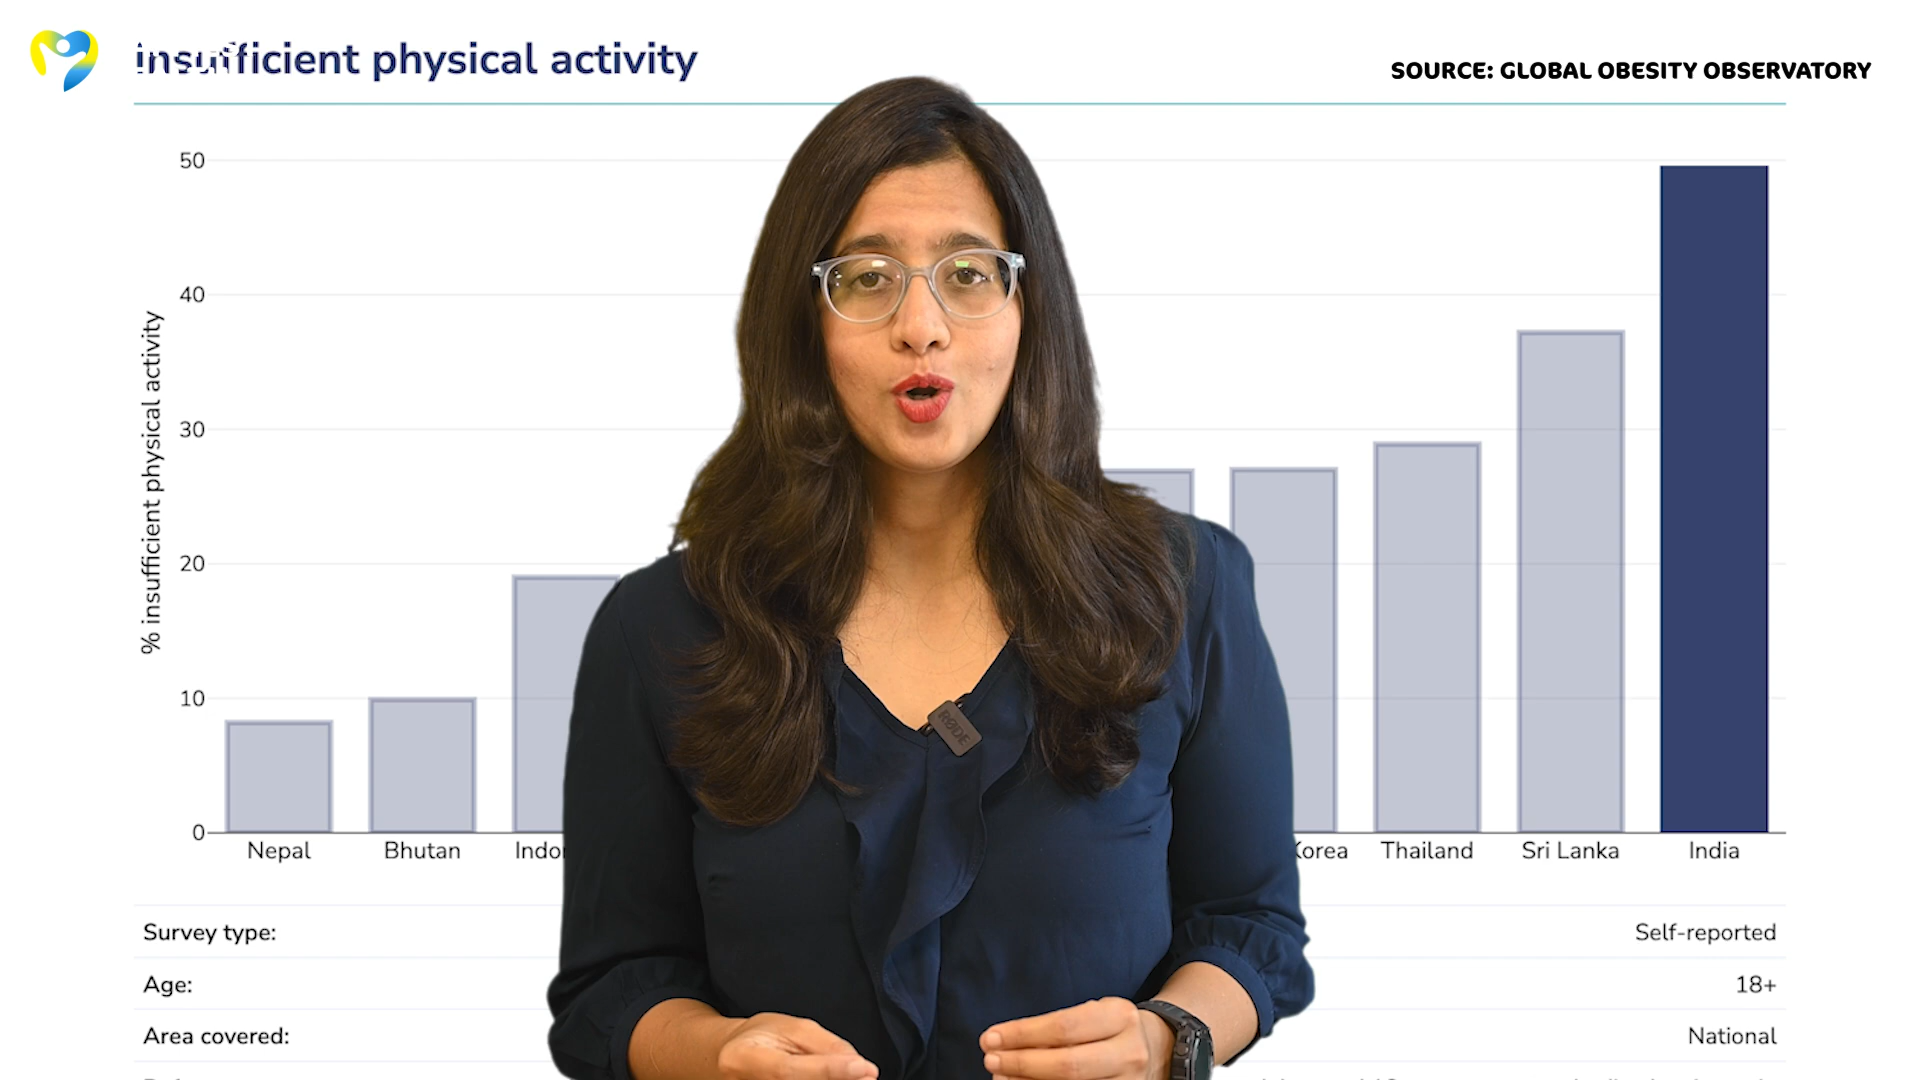 insufficient physical activity
SOURCE: GLOBAL OBESITY OBSERVATORY
50
40
30
20
10
0
% insufficient physical activity
Nepal Bhutan Thailand Sri Lanka India
Survey type: Self-reported
Age: 18+
Area covered: National
RØDE